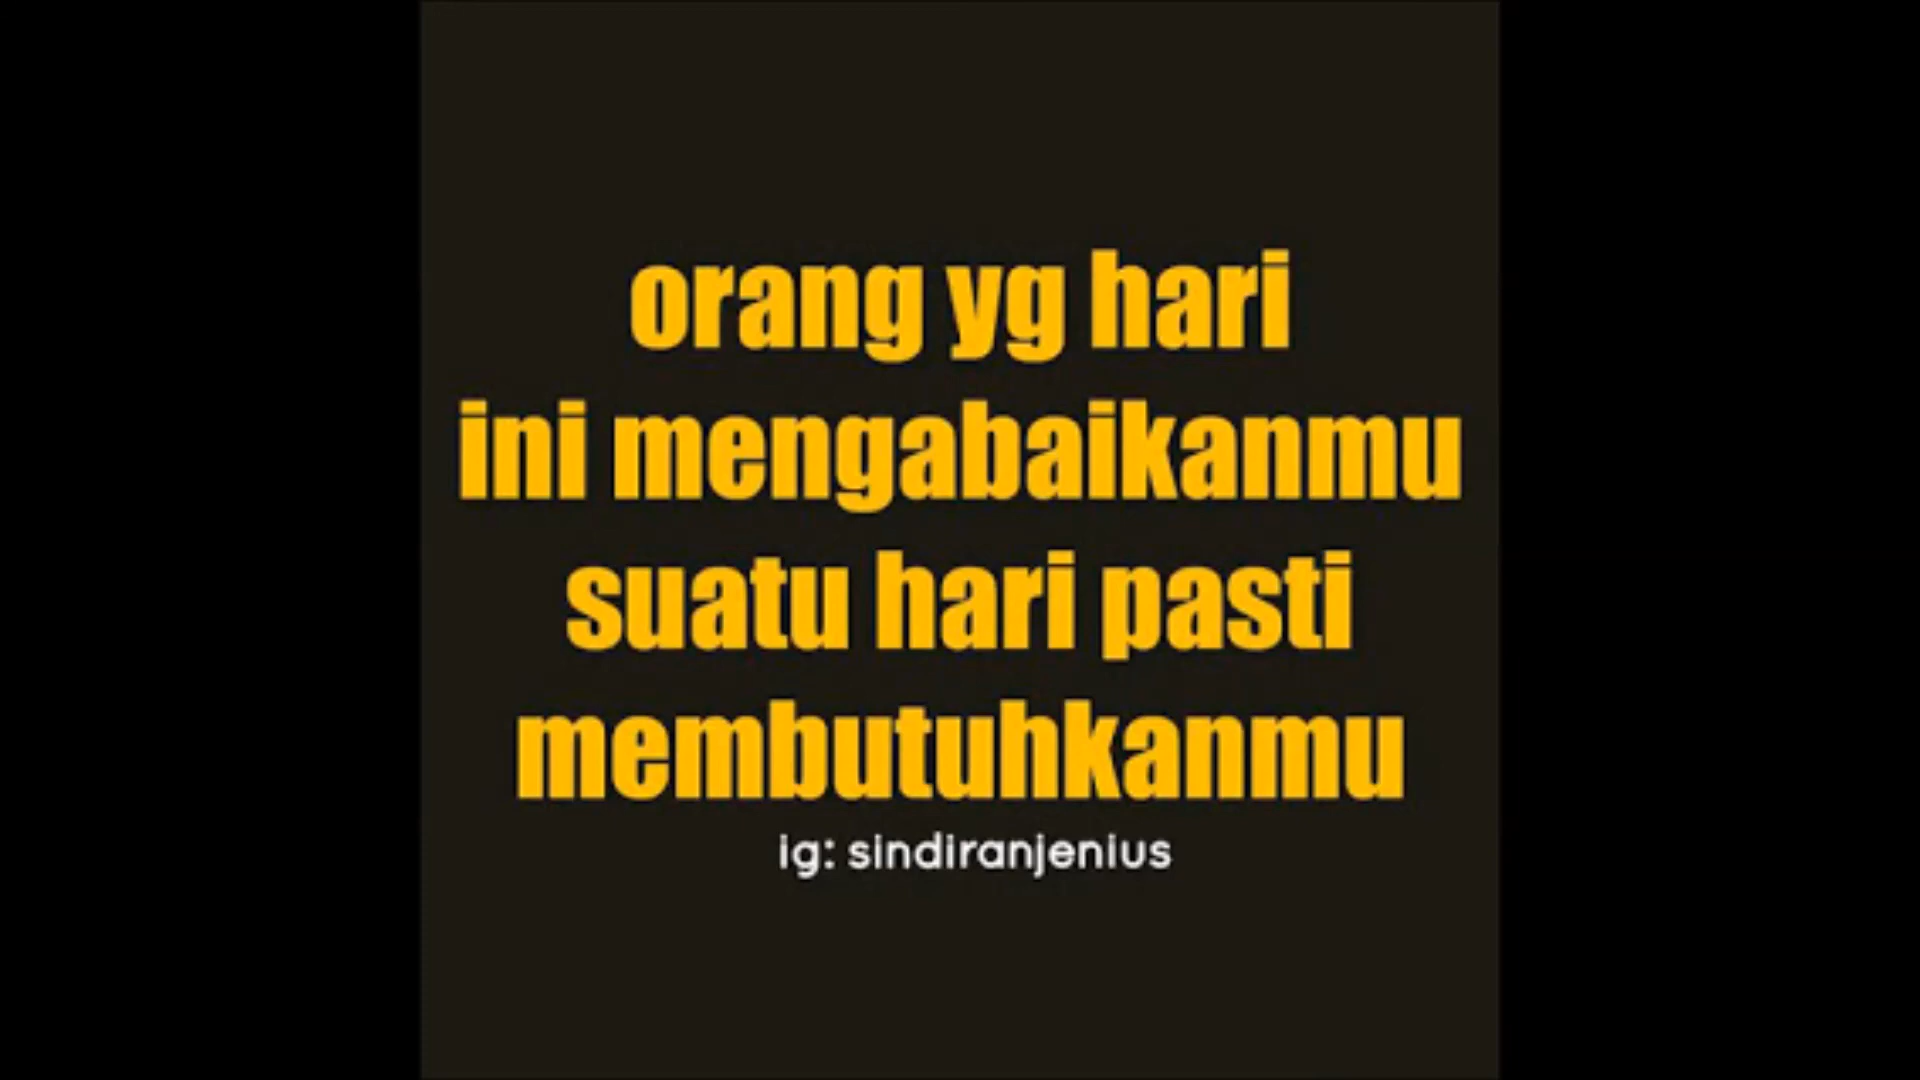 orang yg hari
ini mengabaikanmu
suatu hari pasti
membutuhkanmu
ig: sindiranjenius